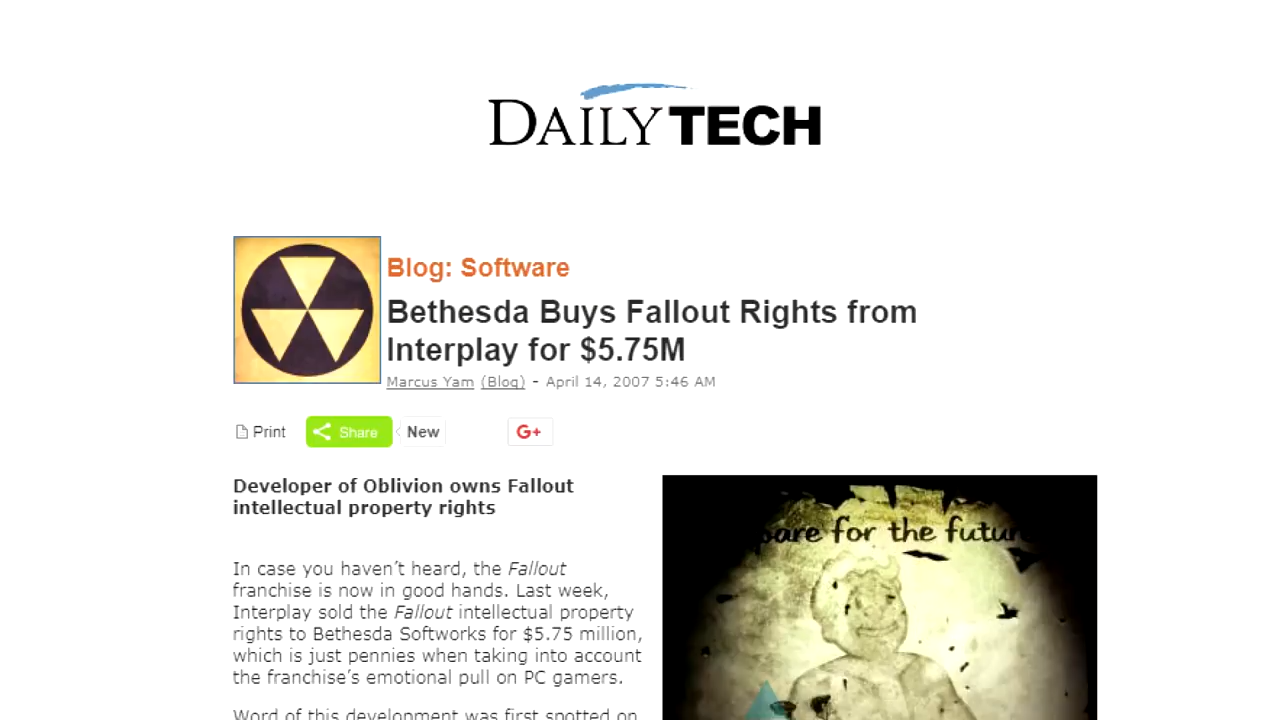 DAILYTECH
Blog: Software
Bethesda Buys Fallout Rights from
Interplay for $5.75M
Marcus Yam (Blog) - April 14, 2007 5:46 AM
Print Share New G+
Developer of Oblivion owns Fallout
intellectual property rights
In case you haven’t heard, the Fallout
franchise is now in good hands. Last week,
Interplay sold the Fallout intellectual property
rights to Bethesda Softworks for $5.75 million,
which is just pennies when taking into account
the franchise’s emotional pull on PC gamers.
Word of this development was first spotted on
for the